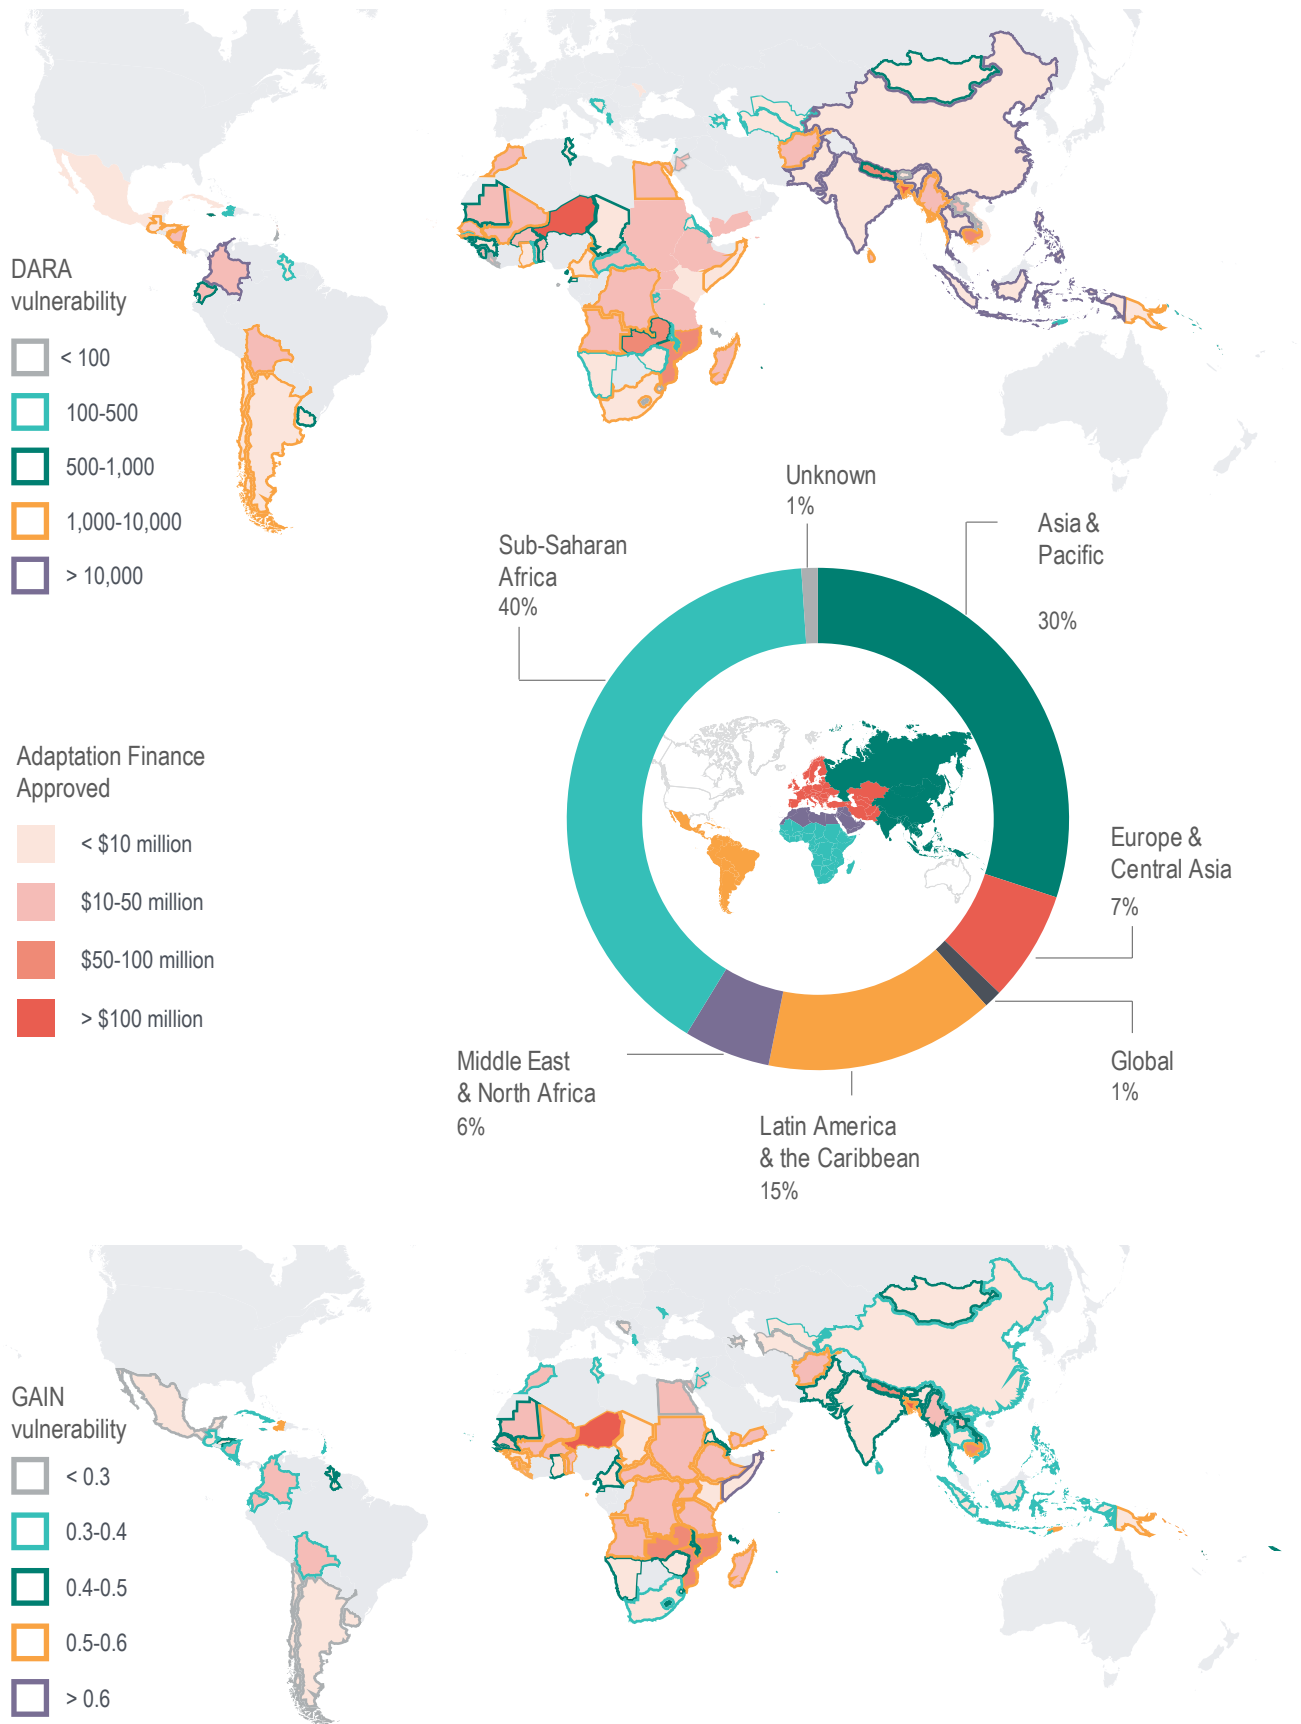 DARA
vulnerability
< 100
100-500
500-1,000
1,000-10,000
> 10,000
Unknown
1%
Asia &
Pacific
30%
Sub-Saharan
Africa
40%
Adaptation Finance
Approved
< $10 million
$10-50 million
$50-100 million
> $100 million
Europe &
Central Asia
7%
Global
1%
Middle East
& North Africa
6%
Latin America
& the Caribbean
15%
GAIN
vulnerability
< 0.3
0.3-0.4
0.4-0.5
0.5-0.6
> 0.6